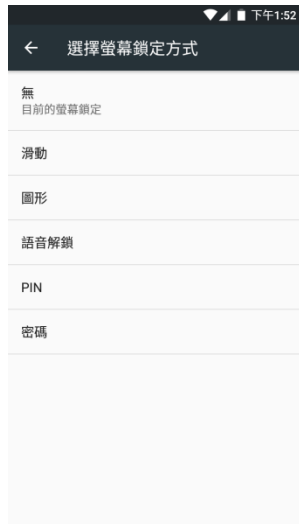 下午1:52
選擇螢幕鎖定方式
無
目前的螢幕鎖定
滑動
圖形
語音解鎖
PIN
密碼